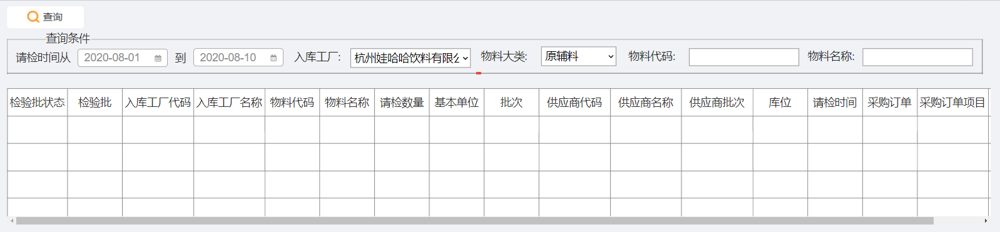 查询
查询条件
请检时间从 2020-08-01 到 2020-08-10 入库工厂: 杭州娃哈哈饮料有限公 物料大类: 原辅料 物料代码: 物料名称:
检验批状态 检验批 入库工厂代码 入库工厂名称 物料代码 物料名称 请检数量 基本单位 批次 供应商代码 供应商名称 供应商批次 库位 请检时间 采购订单 采购订单项目